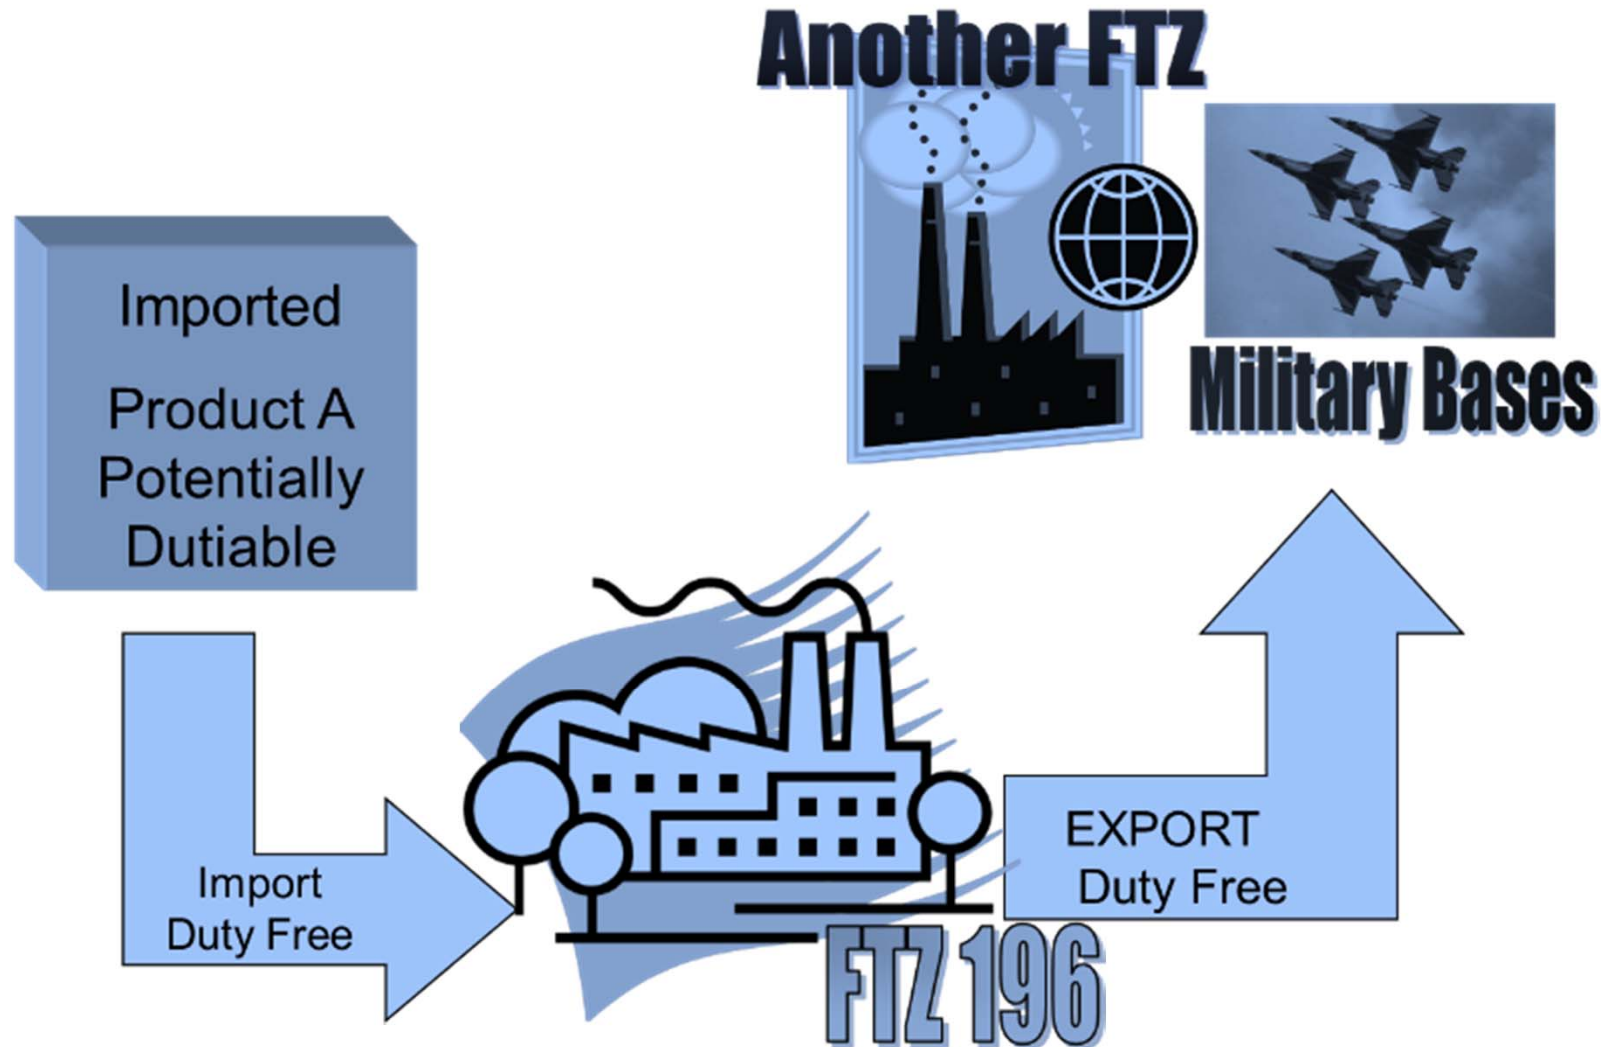 Another FTZ
Military Bases
Imported
Product A
Potentially
Dutiable
Import
Duty Free
FTZ 196
EXPORT
Duty Free